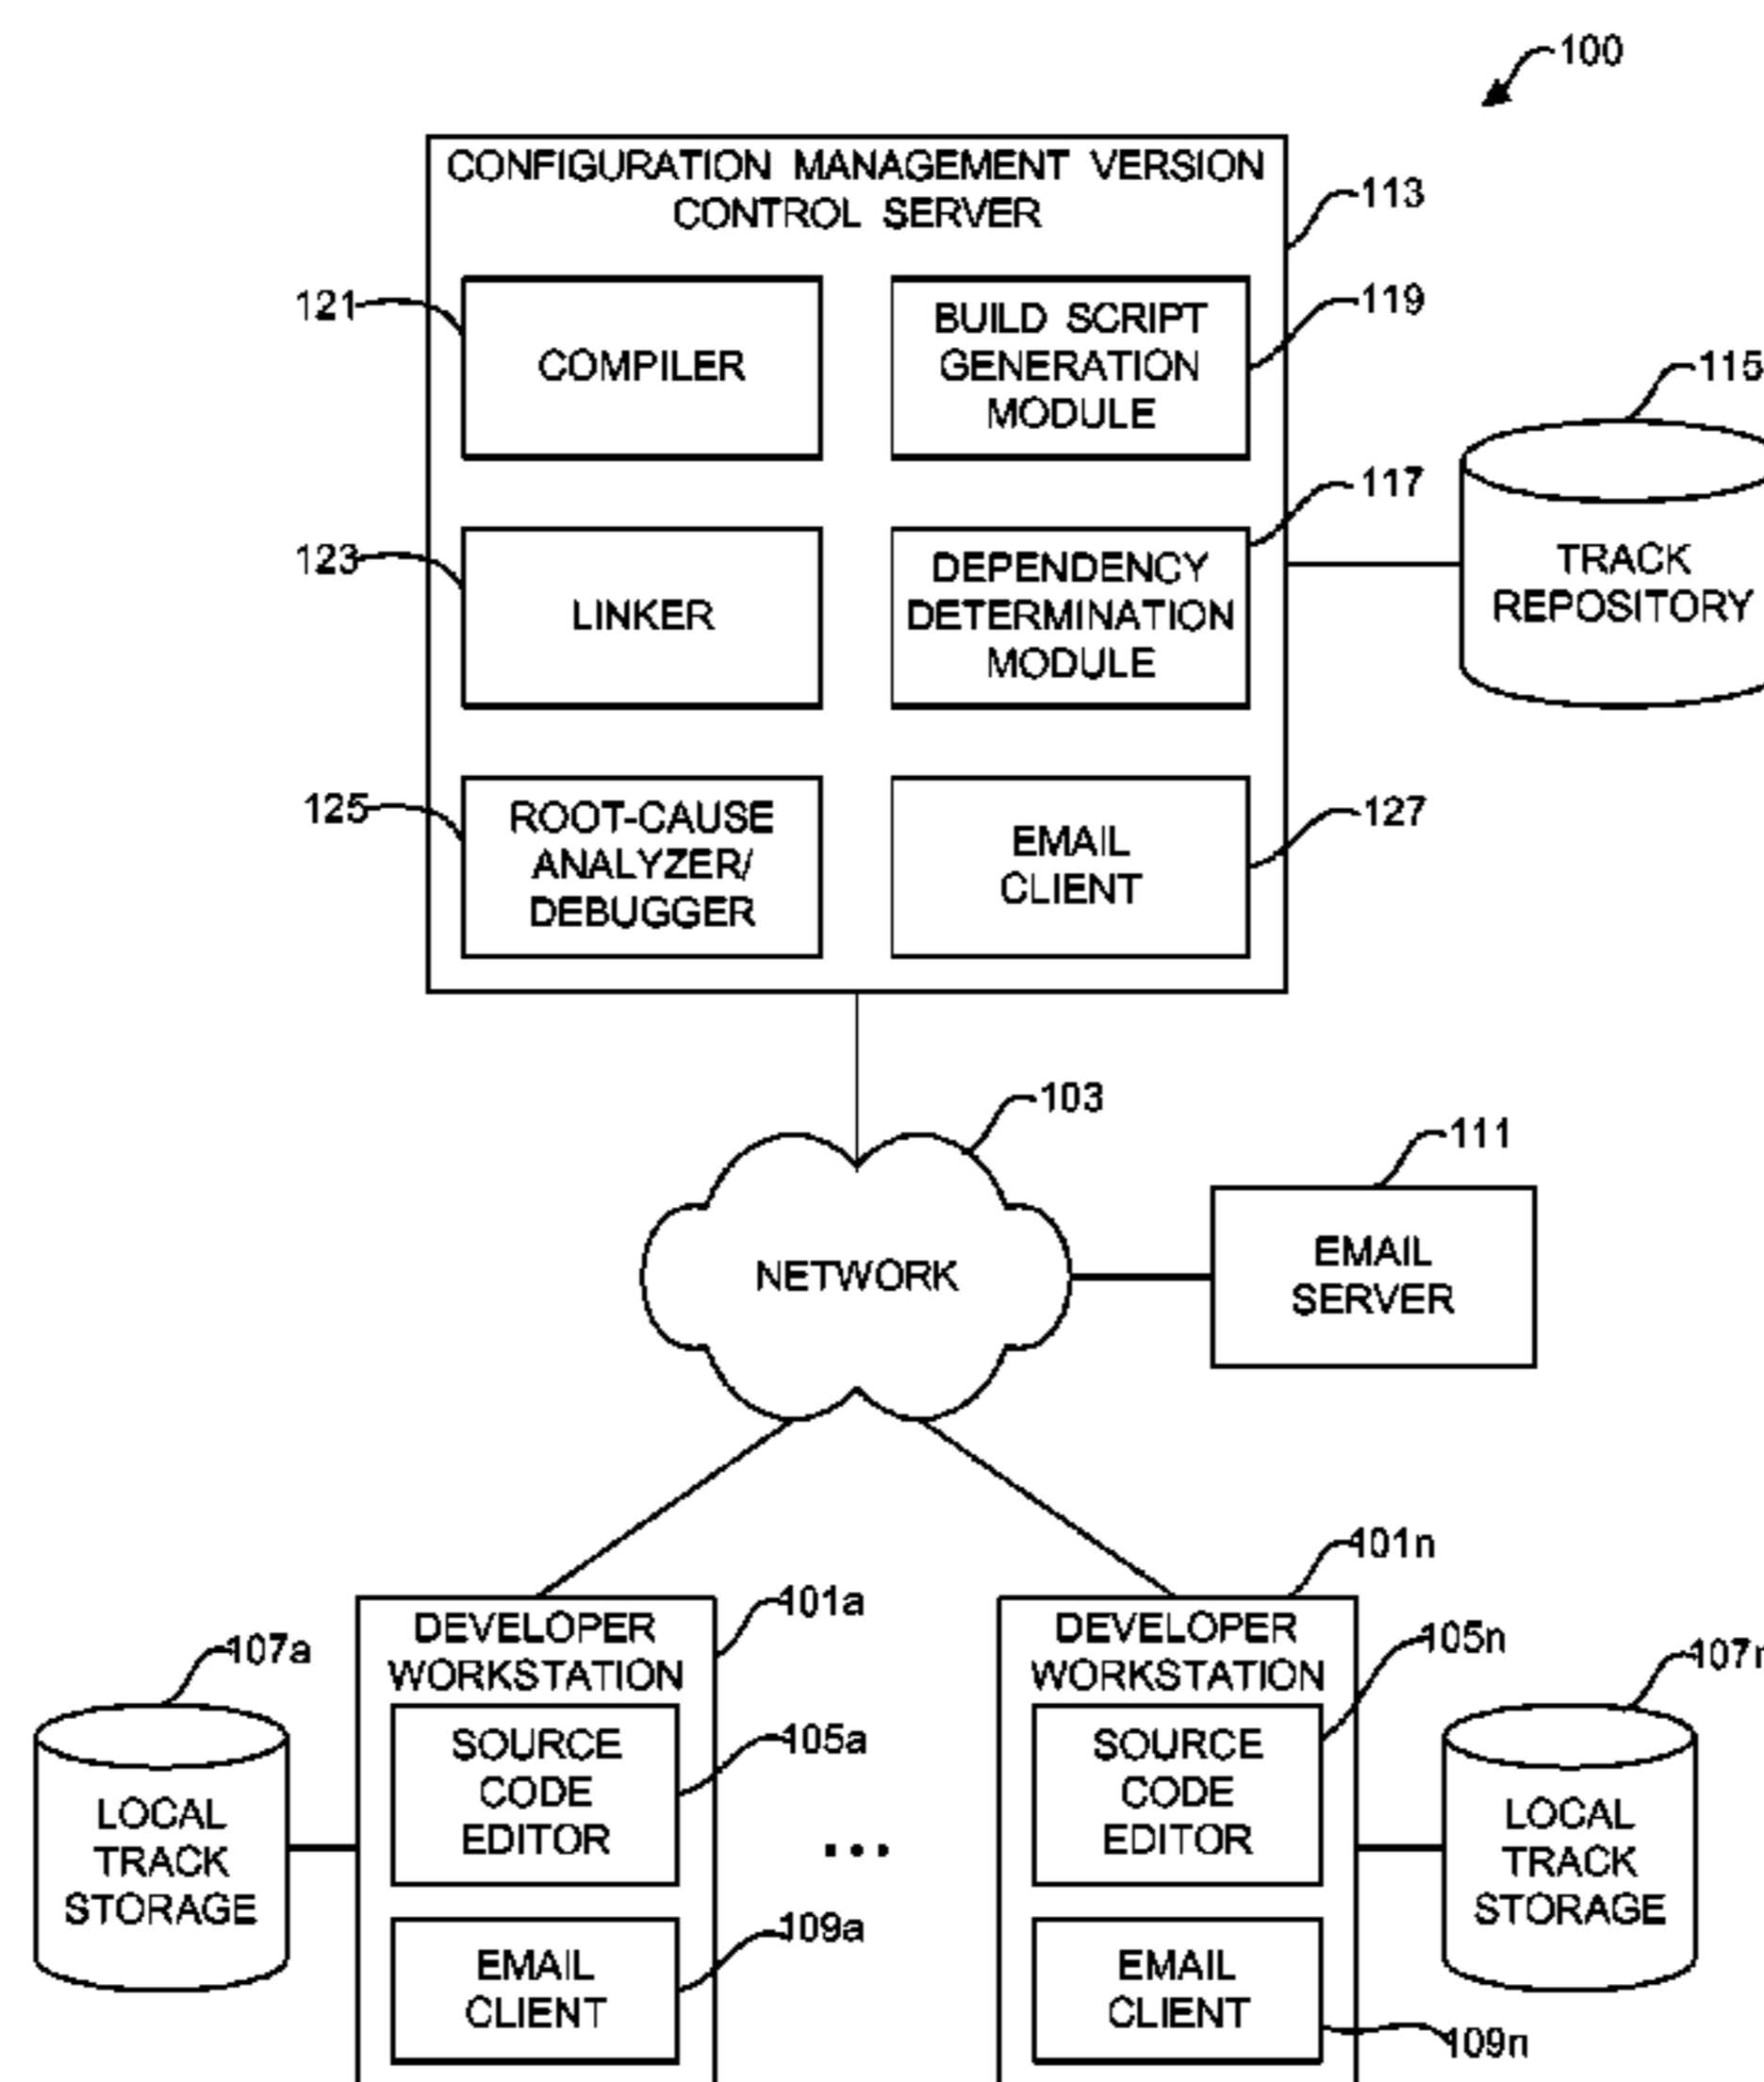 100
CONFIGURATION MANAGEMENT VERSION
CONTROL SERVER
113
121
COMPILER
BUILD SCRIPT
GENERATION
MODULE
119
115
TRACK
REPOSITORY
123
LINKER
DEPENDENCY
DETERMINATION
MODULE
117
125
ROOT-CAUSE
ANALYZER/
DEBUGGER
EMAIL
CLIENT
127
103
NETWORK
111
EMAIL
SERVER
107a
LOCAL
TRACK
STORAGE
101a
DEVELOPER
WORKSTATION
SOURCE
CODE
EDITOR
105a
EMAIL
CLIENT
109a
...
101n
DEVELOPER
WORKSTATION
SOURCE
CODE
EDITOR
105n
EMAIL
CLIENT
109n
107n
LOCAL
TRACK
STORAGE